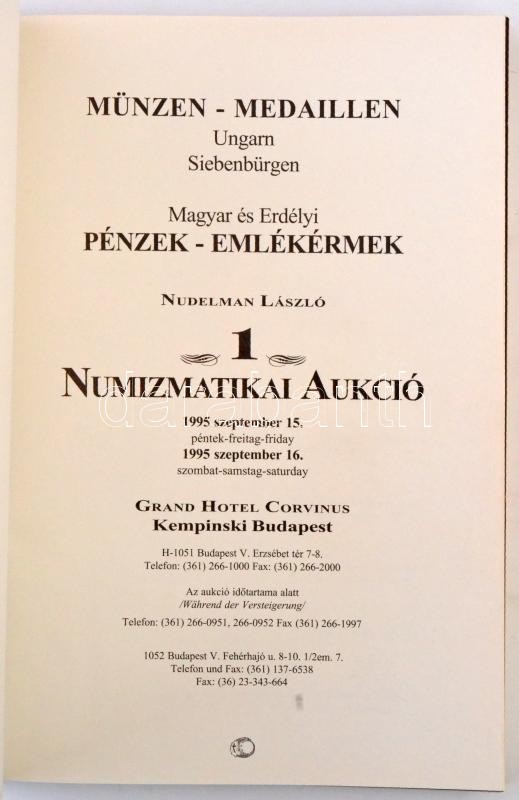 MÜNZEN - MEDAILLEN
Ungarn
Siebenbürgen
Magyar és Erdélyi
PÉNZEK - EMLÉKÉRMEK
NUDELMAN LÁSZLÓ
1
NUMIZMATIKAI AUKCIÓ
darabanth
1995 szeptember 15.
péntek-freitag-friday
1995 szeptember 16.
szombat-samstag-saturday
GRAND HOTEL CORVINUS
Kempinski Budapest
H-1051 Budapest V. Erzsébet tér 7-8.
Telefon: (361) 266-1000 Fax: (361) 266-2000
Az aukció időtartama alatt
/Während der Versteigerung/
Telefon: (361) 266-0951, 266-0952 Fax (361) 266-1997
1052 Budapest V. Fehérhajó u. 8-10. 1/2em. 7.
Telefon und Fax: (361) 137-6538
Fax: (36) 23-343-664